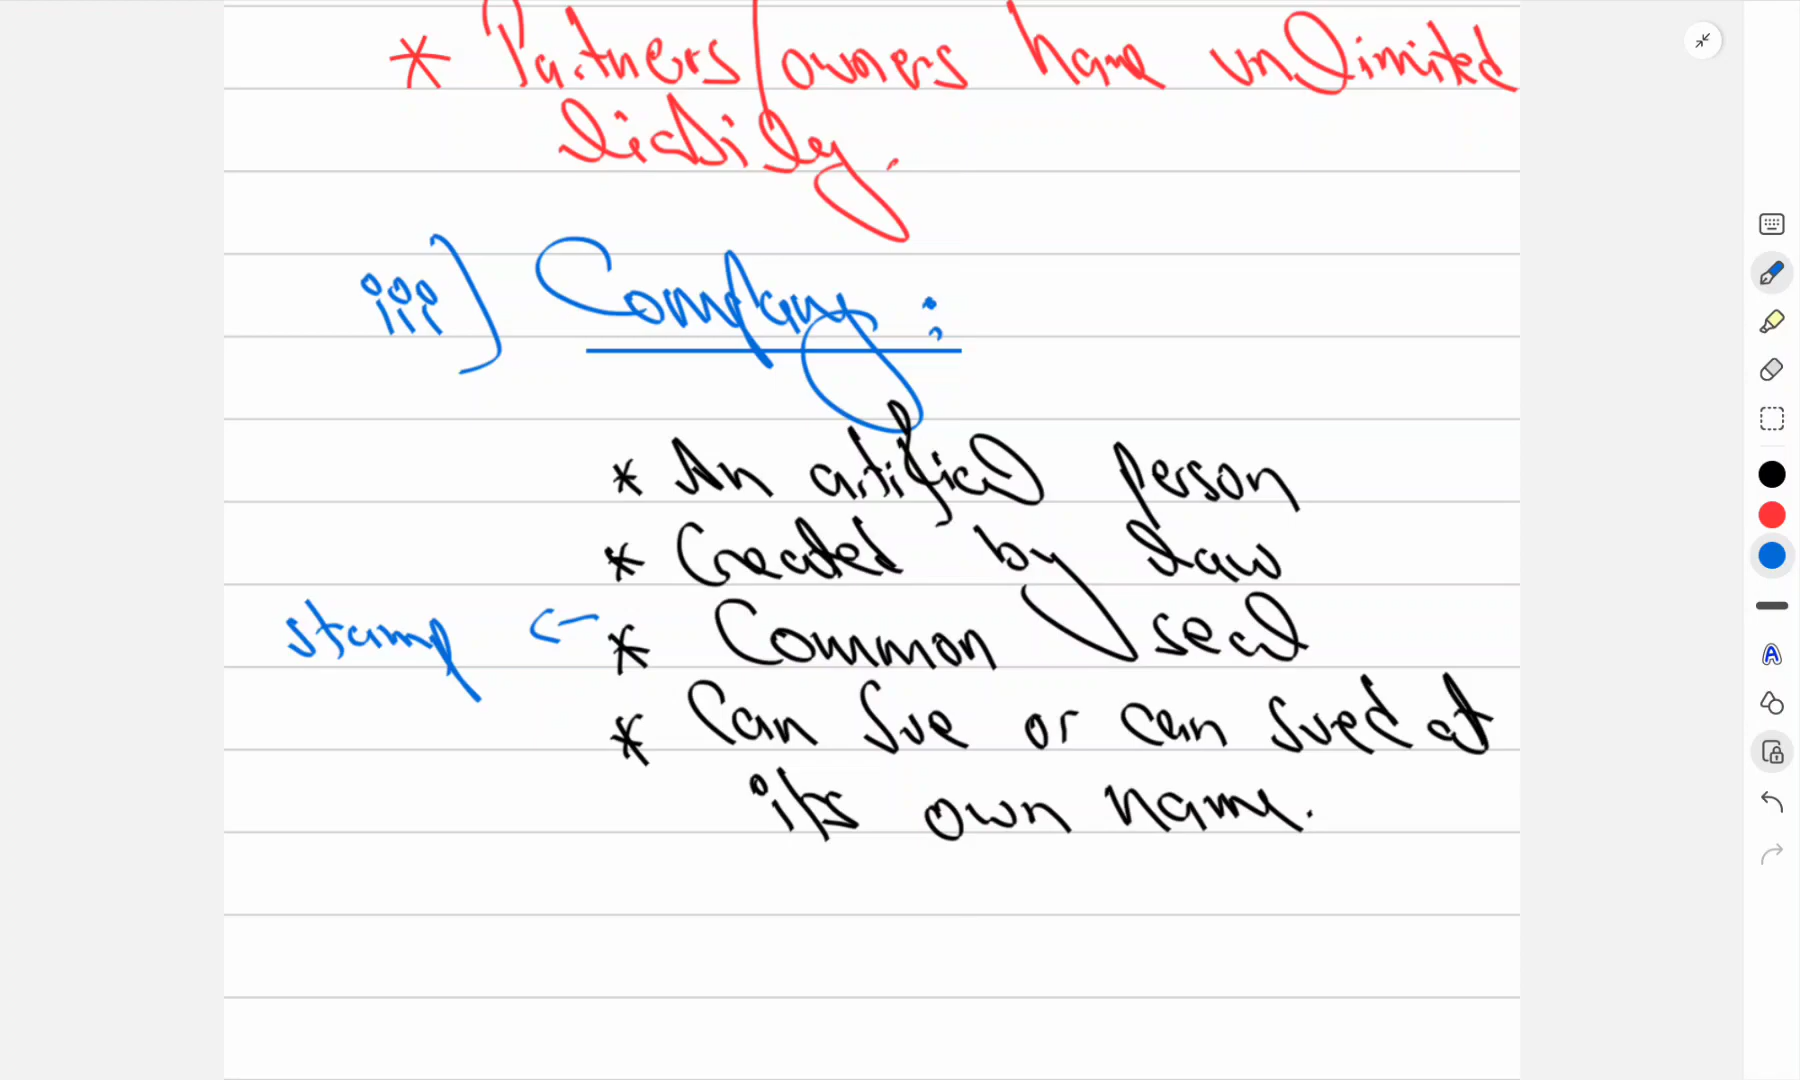 * Partners/owners have unlimited
liability.
iii) Company:
* An artificial person
* Created by law
stamp ← * Common seal
* Can sue or can sued at
its own name.